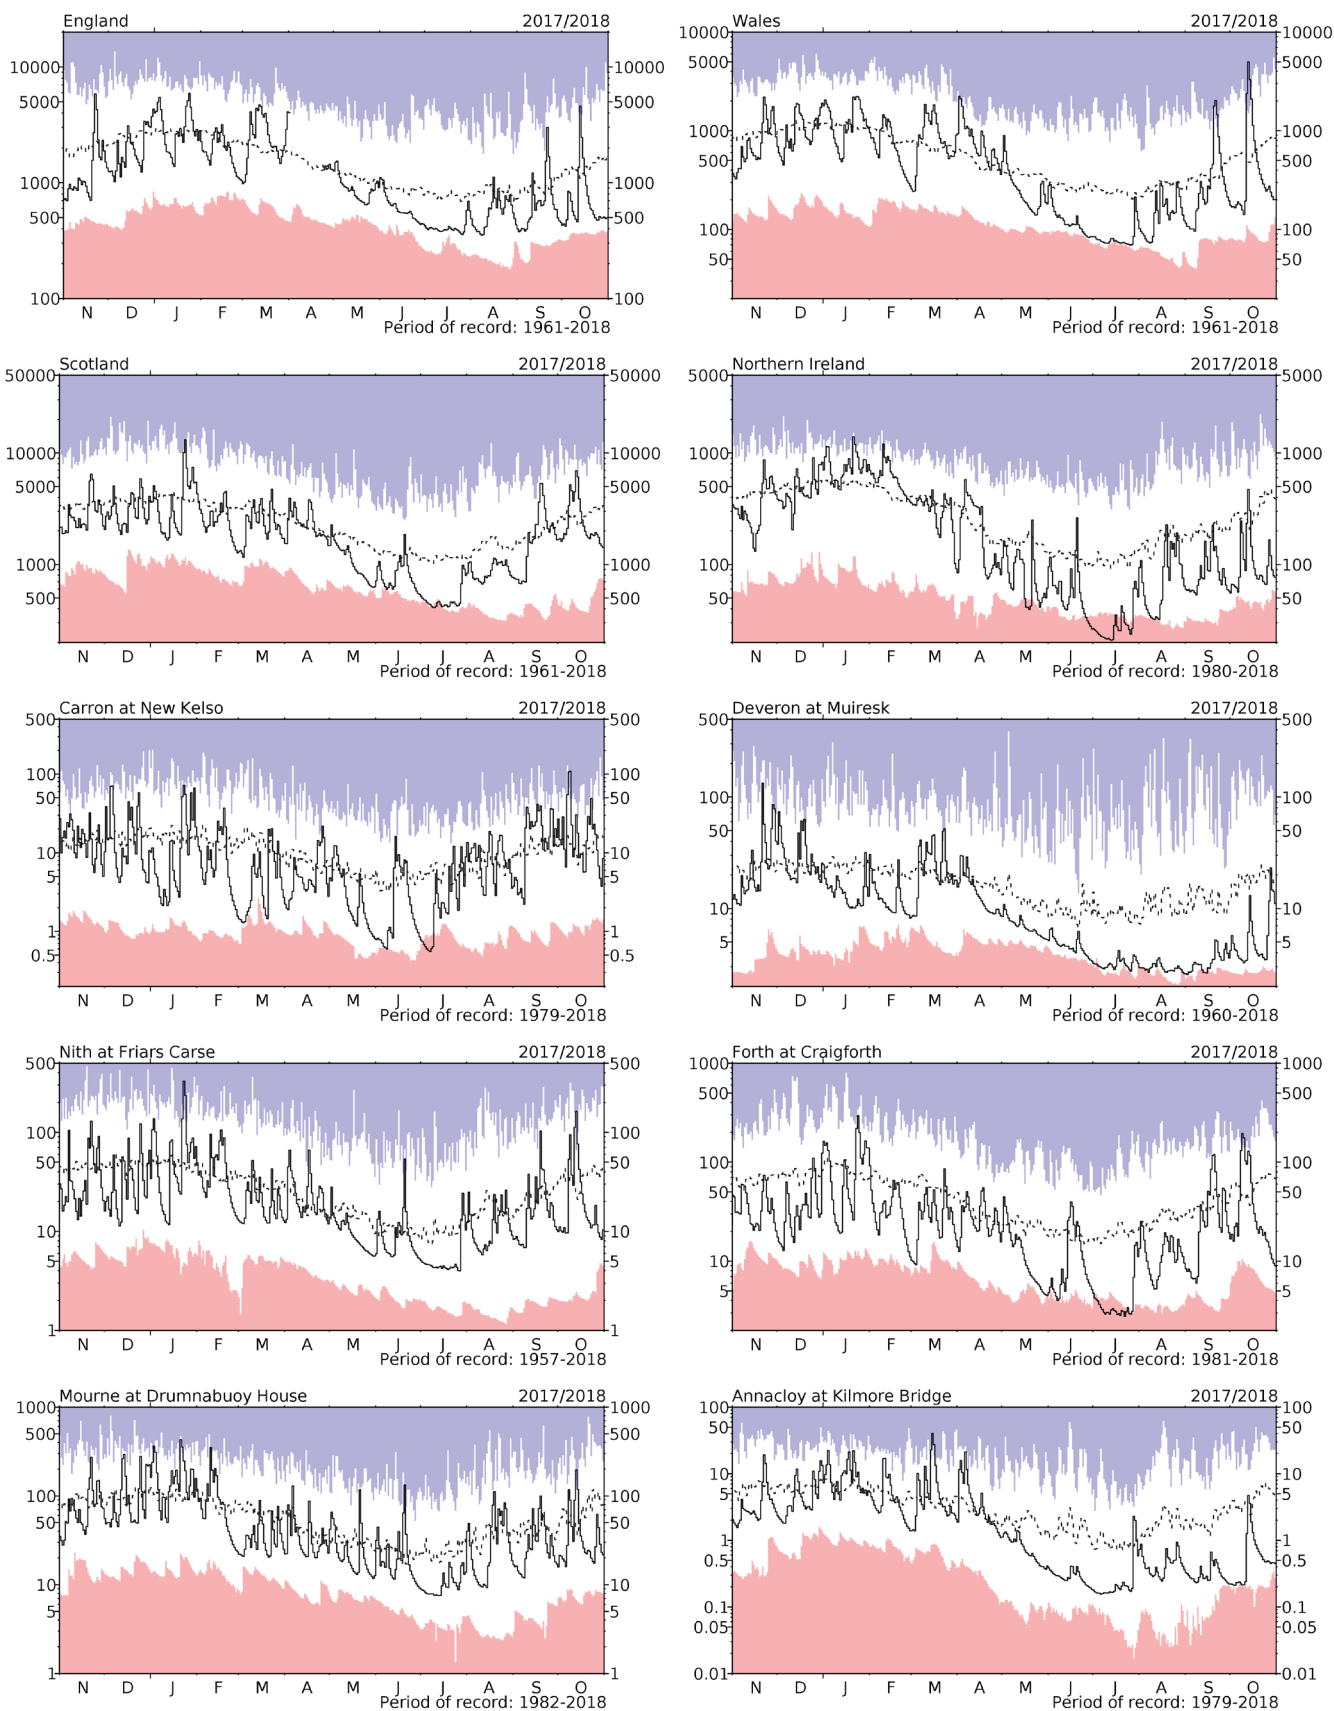 England 2017/2018 Wales 2017/2018
10000 10000 10000 10000
5000 5000 5000 5000
1000 1000 1000 1000
500 500 500 500
100 100
50 50
100 100
N D J F M A M J J A S O N D J F M A M J J A S O
Period of record: 1961-2018 Period of record: 1961-2018
Scotland 2017/2018 Northern Ireland 2017/2018
50000 50000 5000 5000
10000 10000 1000 1000
5000 5000 500 500
1000 1000 100 100
500 500 50 50
N D J F M A M J J A S O N D J F M A M J J A S O
Period of record: 1961-2018 Period of record: 1980-2018
Carron at New Kelso 2017/2018 Deveron at Muiresk 2017/2018
500 500 500 500
100 100 100 100
50 50 50 50
10 10 10 10
5 5 5 5
1 1
0.5 0.5
N D J F M A M J J A S O N D J F M A M J J A S O
Period of record: 1979-2018 Period of record: 1960-2018
Nith at Friars Carse 2017/2018 Forth at Craigforth 2017/2018
500 500 1000 1000
500 500
100 100 100 100
50 50 50 50
10 10 10 10
5 5 5 5
1 1
N D J F M A M J J A S O N D J F M A M J J A S O
Period of record: 1957-2018 Period of record: 1981-2018
Mourne at Drumnabuoy House 2017/2018 Annacloy at Kilmore Bridge 2017/2018
1000 1000 100 100
500 500 50 50
100 100 10 10
50 50 5 5
1 1
10 10 0.5 0.5
5 5 0.1 0.1
0.05 0.05
1 1 0.01 0.01
N D J F M A M J J A S O N D J F M A M J J A S O
Period of record: 1982-2018 Period of record: 1979-2018